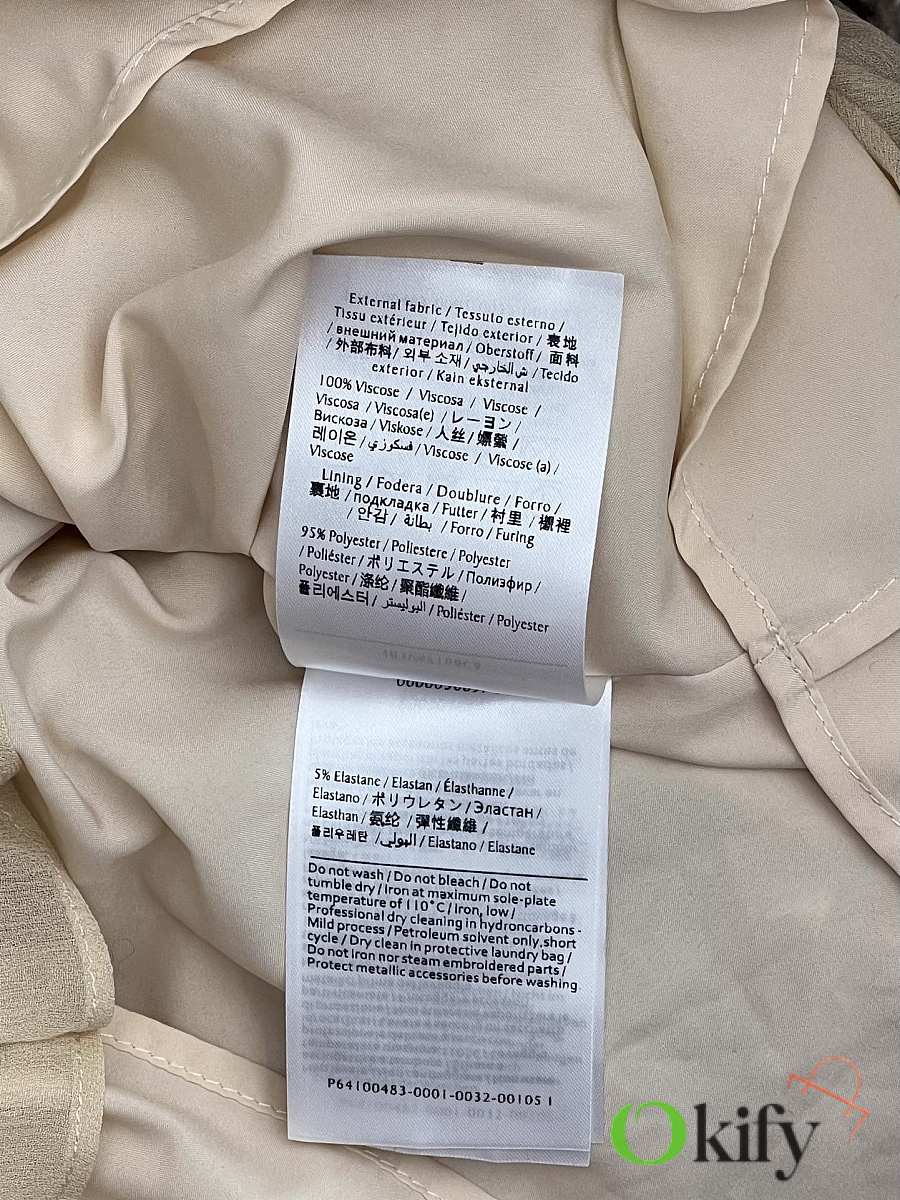 External fabric / Tessuto esterno /
Tissu extérieur / Tejido exterior / 表地
/ внешний материал / Oberstoff / 面料
/ 外部布料 / 외부 소재 / ش الخارجي / Tecido
exterior / Kain eksternal
100% Viscose / Viscosa / Viscose /
Viscosa / Viscosa(e) / レーヨン /
Вискоза / Viskose / 人丝 / 嫘縈 /
레이온 / فسكوزي / Viscose / Viscose (a) /
Viscose
Lining / Fodera / Doublure / Forro /
裏地 / подкладка / Futter / 村里 / 襯裡
/ 안감 / بطانة / Forro / Furing
95% Polyester / Poliestere / Polyester
/ Poliéster / ポリエステル / Полиэфир /
Polyester / 涤纶 / 聚酯纖維 /
폴리에스터 / البوليستر / Poliéster / Polyester
5% Elastane / Elastan / Élasthanne /
Elastano / ポリウレタン / Эластан /
Elasthan / 氨纶 / 彈性纖維 /
폴리우레탄 / البولي / Elastano / Elastane
Do not wash / Do not bleach / Do not
tumble dry / Iron at maximum sole-plate
temperature of 110°C / Iron, low /
Professional dry cleaning in hydroncarbons -
Mild process / Petroleum solvent only,short
cycle / Dry clean in protective laundry bag /
Do not iron nor steam embroidered parts /
Protect metallic accessories before washing
P64100483-0001-0032-00105 1
Okify